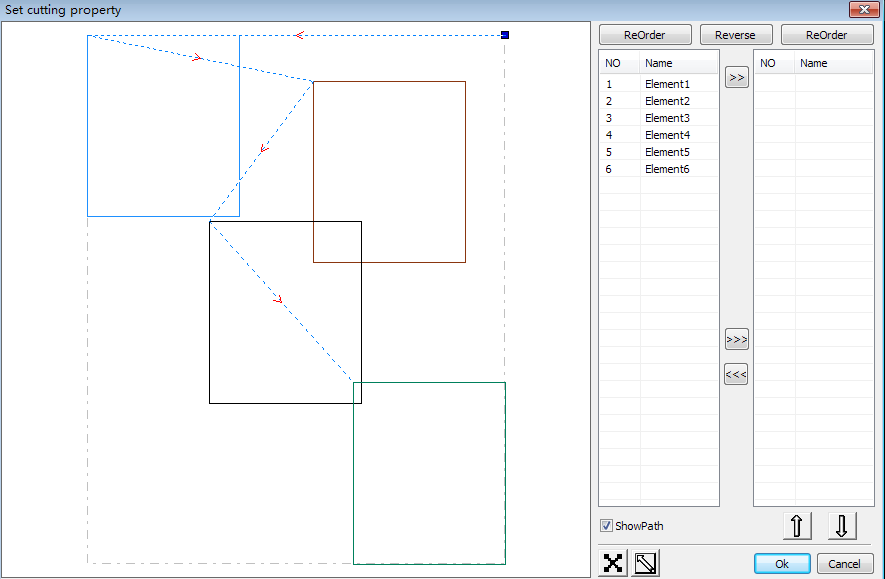 Set cutting property
ReOrder Reverse ReOrder
NO Name NO Name
1 Element1
2 Element2
3 Element3
4 Element4
5 Element5
6 Element6
>>
>>>
<<<
ShowPath
Ok Cancel